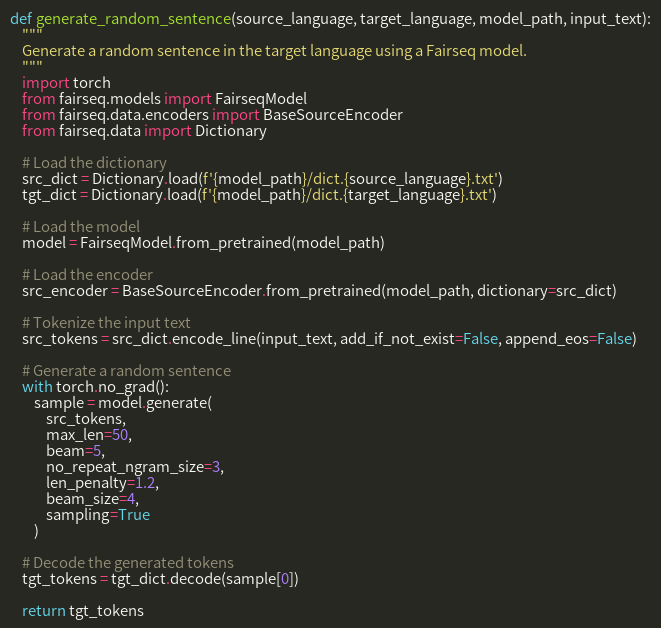 def generate_random_sentence(source_language, target_language, model_path, input_text):
    """
    Generate a random sentence in the target language using a Fairseq model.
    """
    import torch
    from fairseq.models import FairseqModel
    from fairseq.data.encoders import BaseSourceEncoder
    from fairseq.data import Dictionary

    # Load the dictionary
    src_dict = Dictionary.load(f'{model_path}/dict.{source_language}.txt')
    tgt_dict = Dictionary.load(f'{model_path}/dict.{target_language}.txt')

    # Load the model
    model = FairseqModel.from_pretrained(model_path)

    # Load the encoder
    src_encoder = BaseSourceEncoder.from_pretrained(model_path, dictionary=src_dict)

    # Tokenize the input text
    src_tokens = src_dict.encode_line(input_text, add_if_not_exist=False, append_eos=False)

    # Generate a random sentence
    with torch.no_grad():
        sample = model.generate(
            src_tokens,
            max_len=50,
            beam=5,
            no_repeat_ngram_size=3,
            len_penalty=1.2,
            beam_size=4,
            sampling=True
        )

    # Decode the generated tokens
    tgt_tokens = tgt_dict.decode(sample[0])

    return tgt_tokens